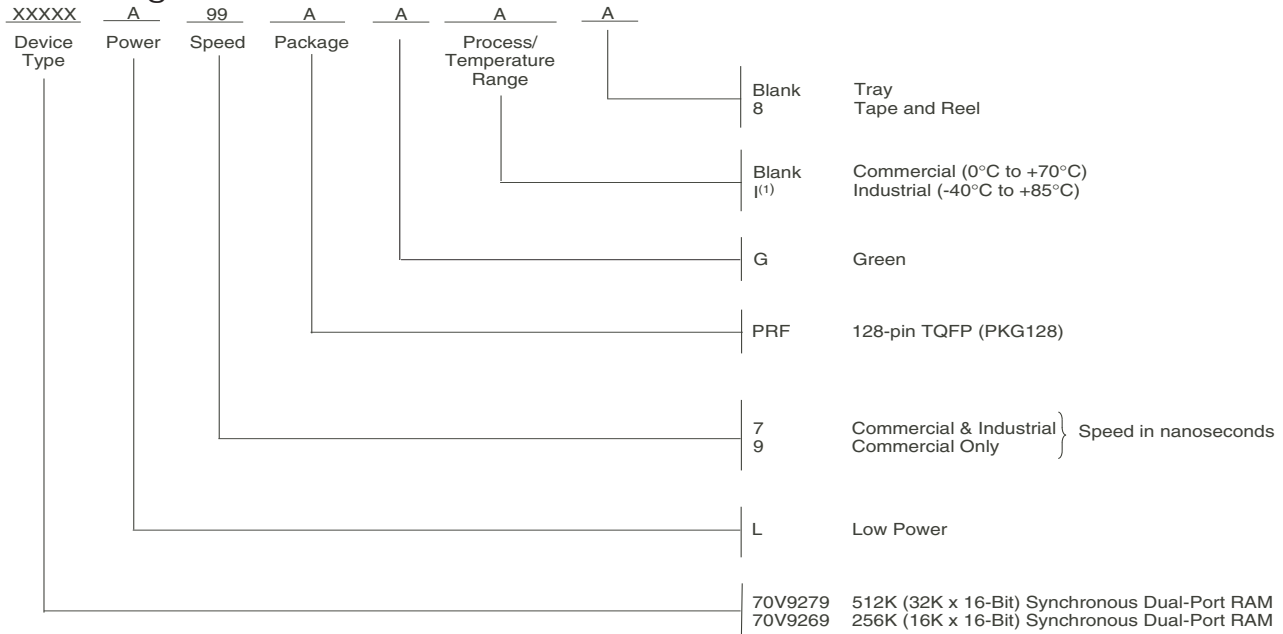 XXXXX A 99 A A A A
Device Type Power Speed Package Process/ Temperature Range
Blank Tray
8 Tape and Reel
Blank Commercial (0°C to +70°C)
I(1) Industrial (-40°C to +85°C)
G Green
PRF 128-pin TQFP (PKG128)
7 Commercial & Industrial
9 Commercial Only
Speed in nanoseconds
L Low Power
70V9279 512K (32K x 16-Bit) Synchronous Dual-Port RAM
70V9269 256K (16K x 16-Bit) Synchronous Dual-Port RAM